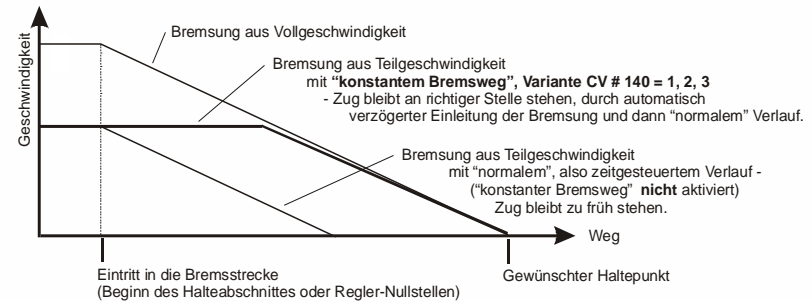 Geschwindigkeit
Bremsung aus Vollgeschwindigkeit
Bremsung aus Teilgeschwindigkeit
mit “konstantem Bremsweg”, Variante CV # 140 = 1, 2, 3
- Zug bleibt an richtiger Stelle stehen, durch automatisch
verzögerter Einleitung der Bremsung und dann “normalem” Verlauf.
Bremsung aus Teilgeschwindigkeit
mit “normalem”, also zeitgesteuertem Verlauf -
(“konstanter Bremsweg” nicht aktiviert)
Zug bleibt zu früh stehen.
Weg
Eintritt in die Bremsstrecke
(Beginn des Halteabschnittes oder Regler-Nullstellen)
Gewünschter Haltepunkt